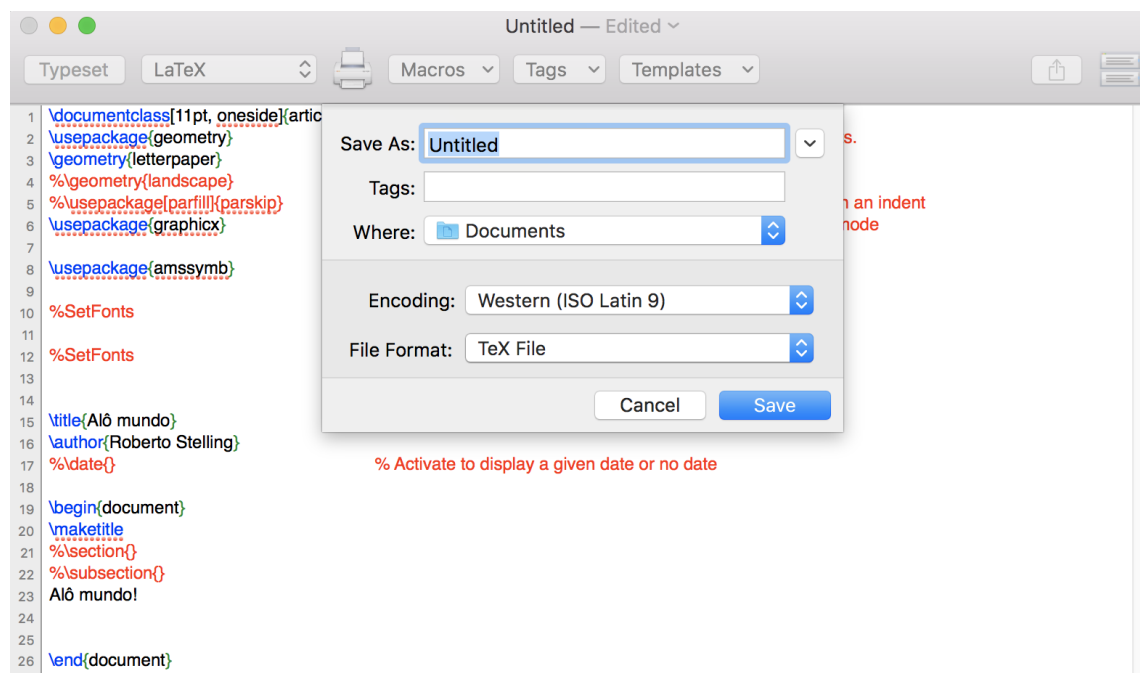 Untitled — Edited
Typeset LaTeX Macros Tags Templates
1 \documentclass[11pt, oneside]{artic
2 \usepackage{geometry} s.
3 \geometry{letterpaper}
4 %\geometry{landscape}
5 %\usepackage[parfill]{parskip} an indent
6 \usepackage{graphicx}
7
8 \usepackage{amssymb}
9
10 %SetFonts
11
12 %SetFonts
13
14
15 \title{Alô mundo}
16 \author{Roberto Stelling}
17 %\date{} % Activate to display a given date or no date
18
19 \begin{document}
20 \maketitle
21 %\section{}
22 %\subsection{}
23 Alô mundo!
24
25
26 \end{document}
Save As: Untitled
Tags:
Where: Documents
Encoding: Western (ISO Latin 9)
File Format: TeX File
Cancel Save